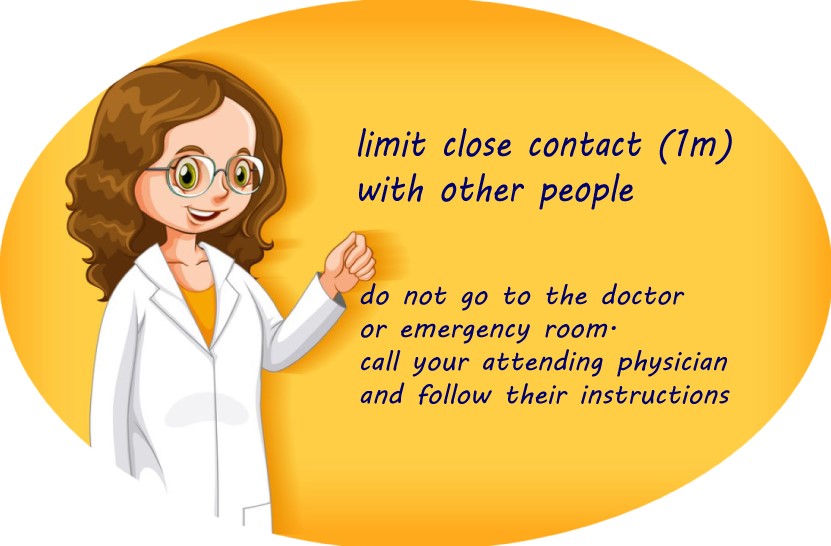 limit close contact (1m)
with other people
do not go to the doctor
or emergency room.
call your attending physician
and follow their instructions